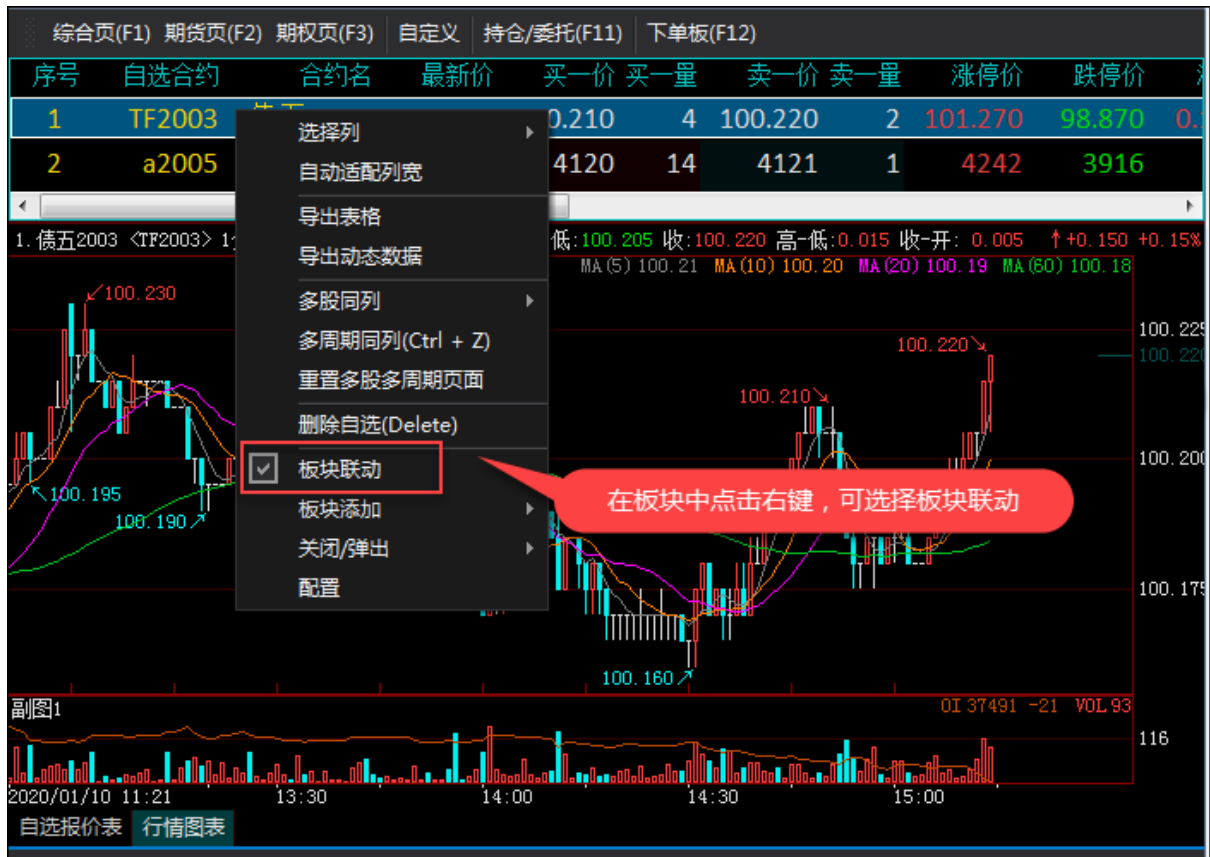 综合页(F1) 期货页(F2) 期权页(F3) 自定义 持仓/委托(F11) 下单板(F12)
序号 自选合约 合约名 最新价 买一价 买一量 卖一价 卖一量 涨停价 跌停价
1 TF2003 0.210 4 100.220 2 101.270 98.870 0.
2 a2005 4120 14 4121 1 4242 3916
选择列
自动适配列宽
导出表格
导出动态数据
多股同列
多周期同列(Ctrl + Z)
重置多股多周期页面
删除自选(Delete)
板块联动
板块添加
关闭/弹出
配置
在板块中点击右键，可选择板块联动
1. 债五2003 <TF2003> 1 低:100.205 收:100.220 高-低:0.015 收-开: 0.005 ↑+0.150 +0.15%
MA(5) 100.21 MA(10) 100.20 MA(20) 100.19 MA(60) 100.18
100.230
100.225
100.220
100.220
100.210
100.200
100.195
100.190
100.175
100.160
副图1 OI 37491 -21 VOL 93
116
2020/01/10 11:21 13:30 14:00 14:30 15:00
自选报价表 行情图表